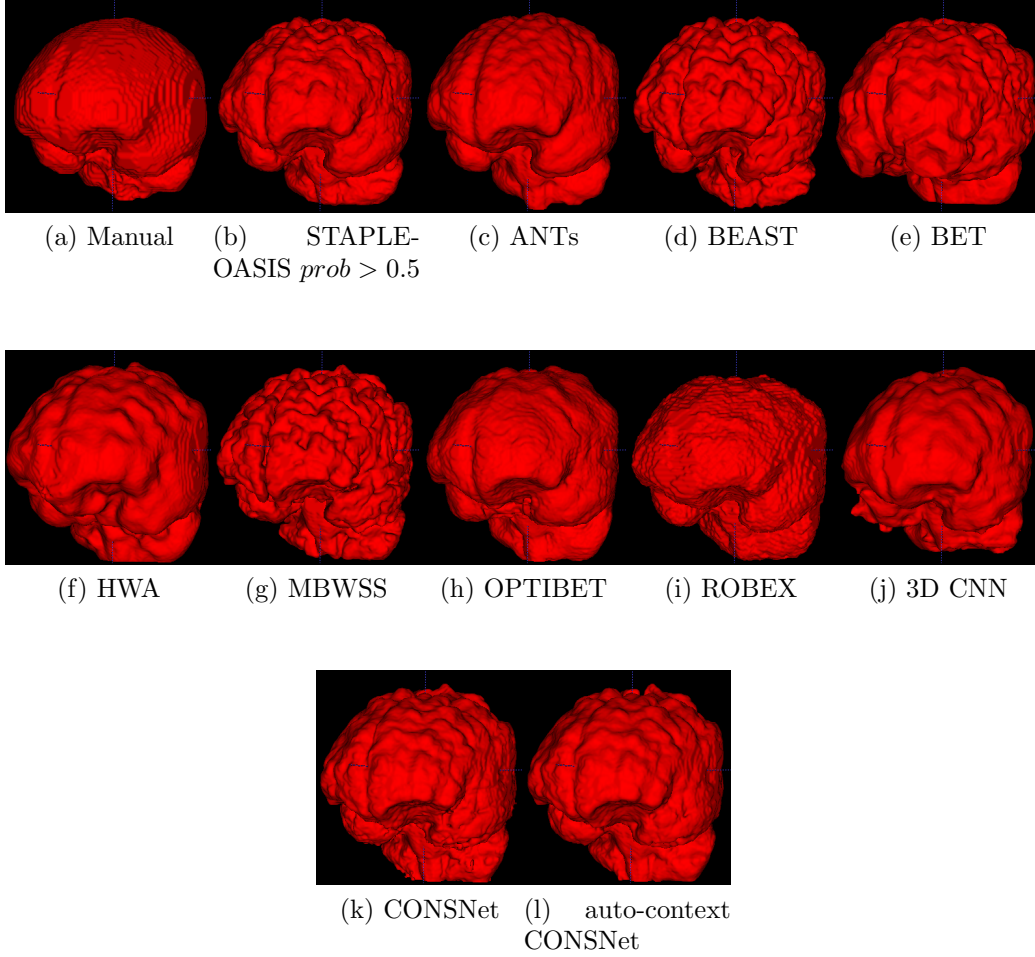 (a) Manual
(b) STAPLE-
OASIS prob > 0.5
(c) ANTs
(d) BEAST
(e) BET
(f) HWA
(g) MBWSS
(h) OPTIBET
(i) ROBEX
(j) 3D CNN
(k) CONSNet
(l) auto-context
CONSNet